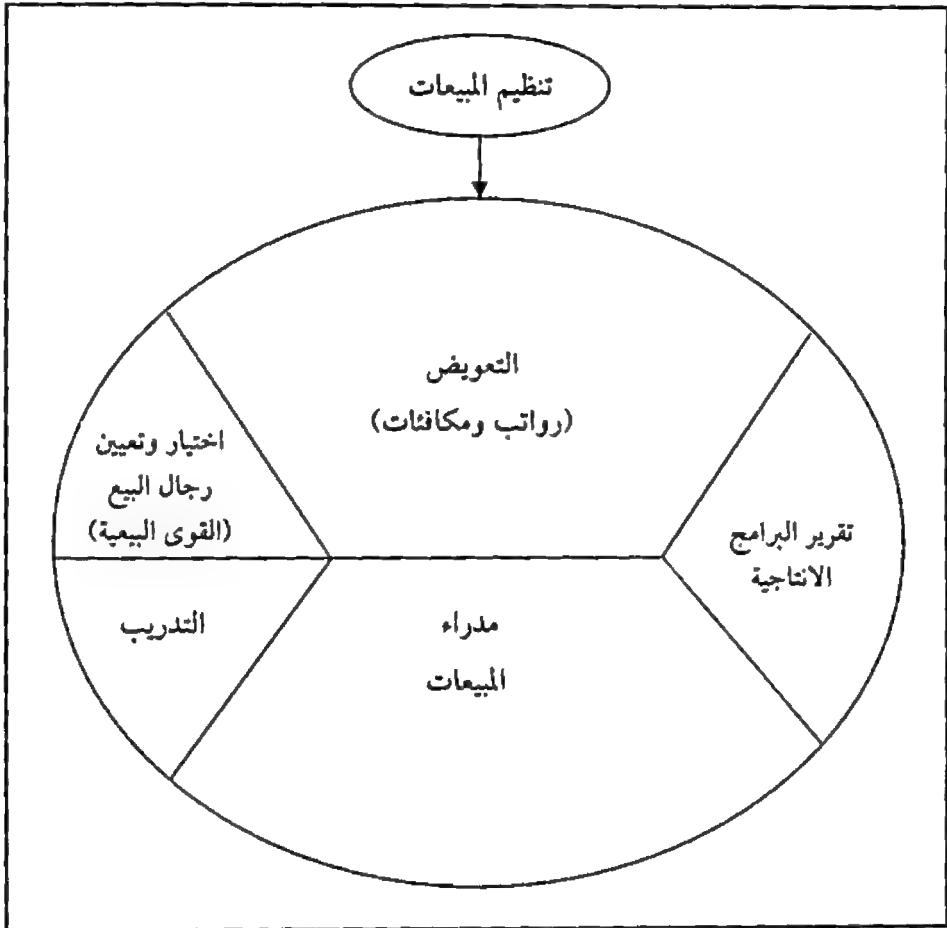 تنظيم المبيعات
التعويض
(رواتب ومكافئات)
اختيار وتعيين
رجال البيع
(القوى البيعية)
تقرير البرامج
الانتاجية
التدريب
مدراء
المبيعات